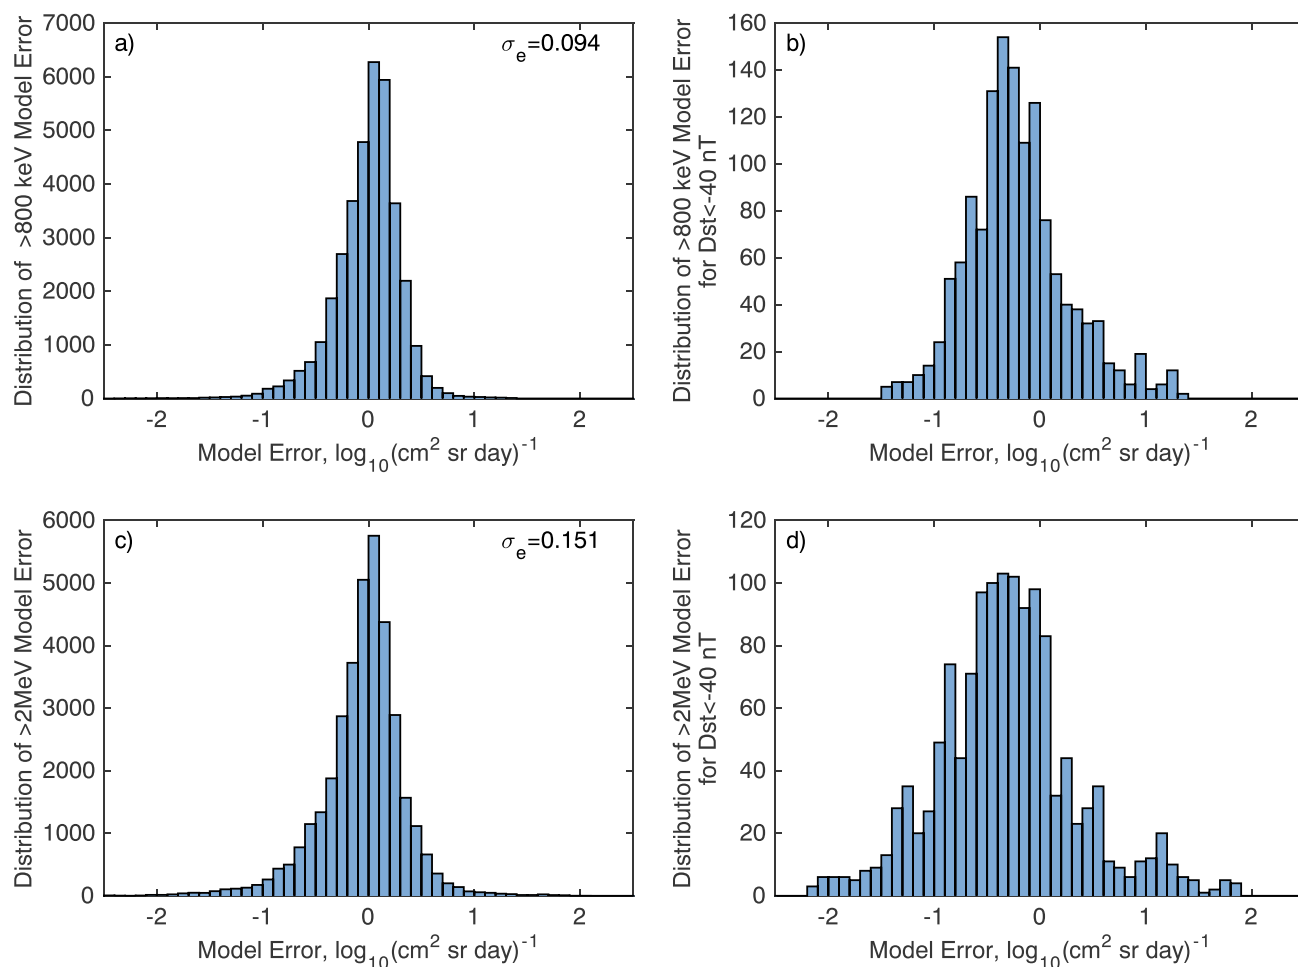 a)
σe=0.094
Distribution of >800 keV Model Error
7000
6000
5000
4000
3000
2000
1000
0
-2 -1 0 1 2
Model Error, log10(cm2 sr day)-1
b)
Distribution of >800 keV Model Error
for Dst<-40 nT
160
140
120
100
80
60
40
20
0
-2 -1 0 1 2
Model Error, log10(cm2 sr day)-1
c)
σe=0.151
Distribution of >2MeV Model Error
6000
5000
4000
3000
2000
1000
0
-2 -1 0 1 2
Model Error, log10(cm2 sr day)-1
d)
Distribution of >2MeV Model Error
for Dst<-40 nT
120
100
80
60
40
20
0
-2 -1 0 1 2
Model Error, log10(cm2 sr day)-1